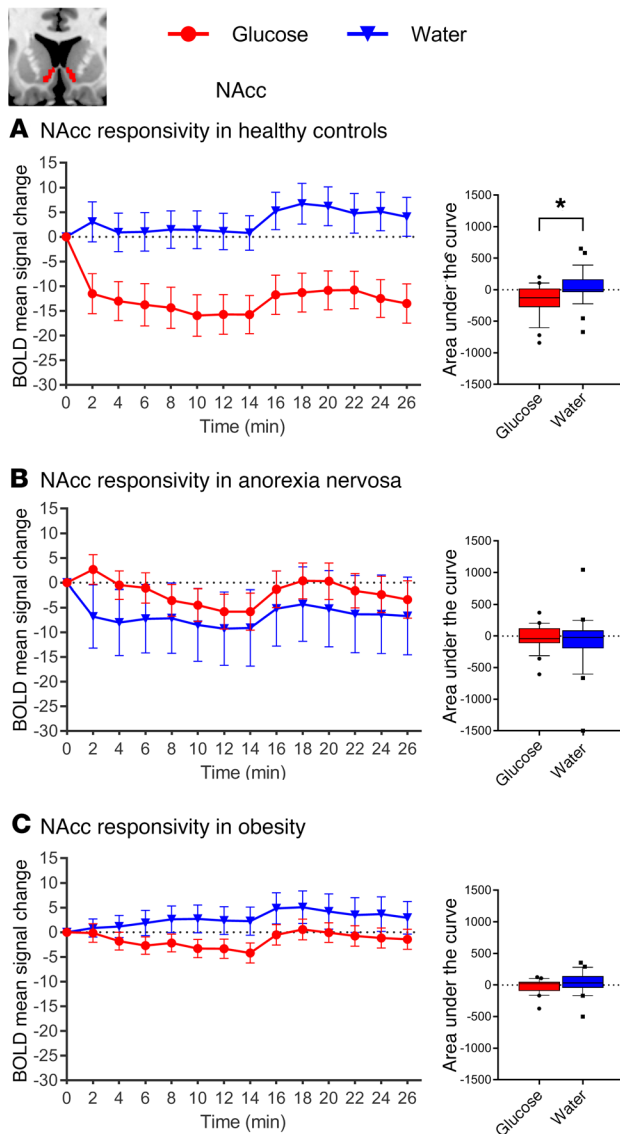 Glucose Water
NAcc
A NAcc responsivity in healthy controls
BOLD mean signal change
15
10
5
0
-5
-10
-15
-20
-25
-30
0 2 4 6 8 10 12 14 16 18 20 22 24 26
Time (min)
Area under the curve
1500
1000
500
0
-500
-1000
-1500
*
Glucose
Water
B NAcc responsivity in anorexia nervosa
BOLD mean signal change
15
10
5
0
-5
-10
-15
-20
-25
-30
0 2 4 6 8 10 12 14 16 18 20 22 24 26
Time (min)
Area under the curve
1500
1000
500
0
-500
-1000
-1500
Glucose
Water
C NAcc responsivity in obesity
BOLD mean signal change
15
10
5
0
-5
-10
-15
-20
-25
-30
0 2 4 6 8 10 12 14 16 18 20 22 24 26
Time (min)
Area under the curve
1500
1000
500
0
-500
-1000
-1500
Glucose
Water